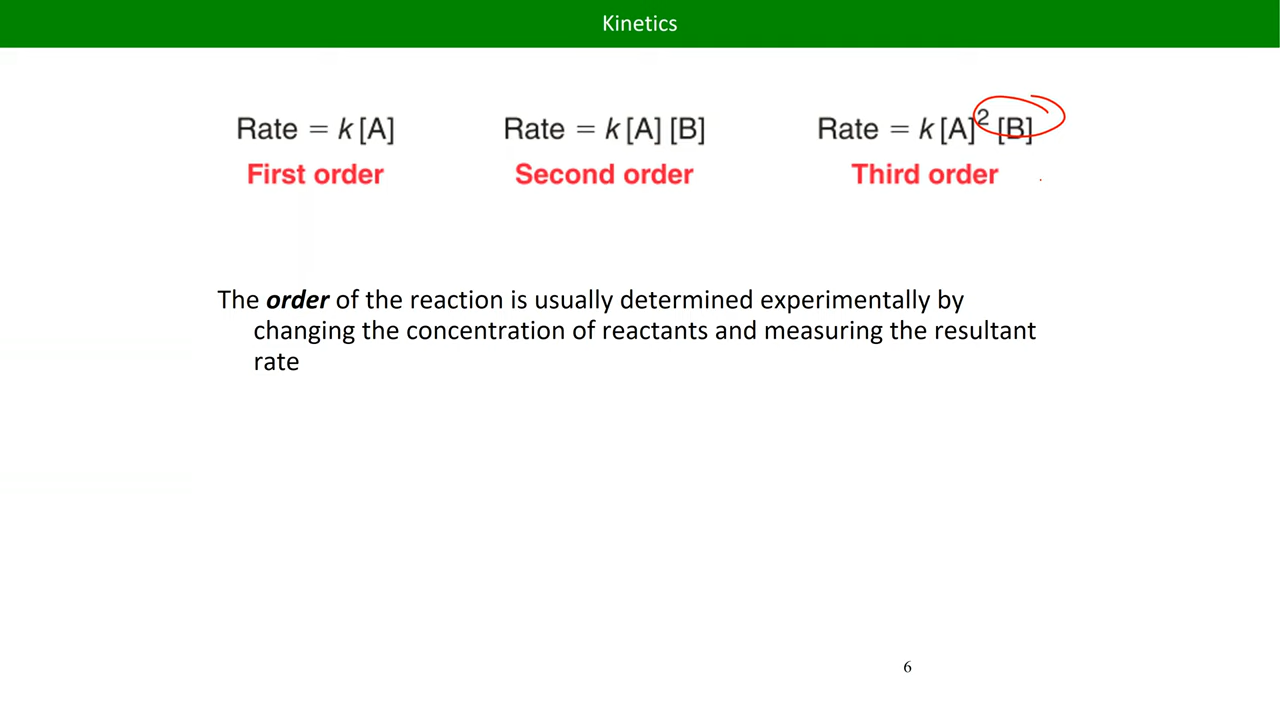 Kinetics
Rate = k [A]
Rate = k [A] [B]
Rate = k [A]² [B]
First order
Second order
Third order
The order of the reaction is usually determined experimentally by
changing the concentration of reactants and measuring the resultant
rate
6